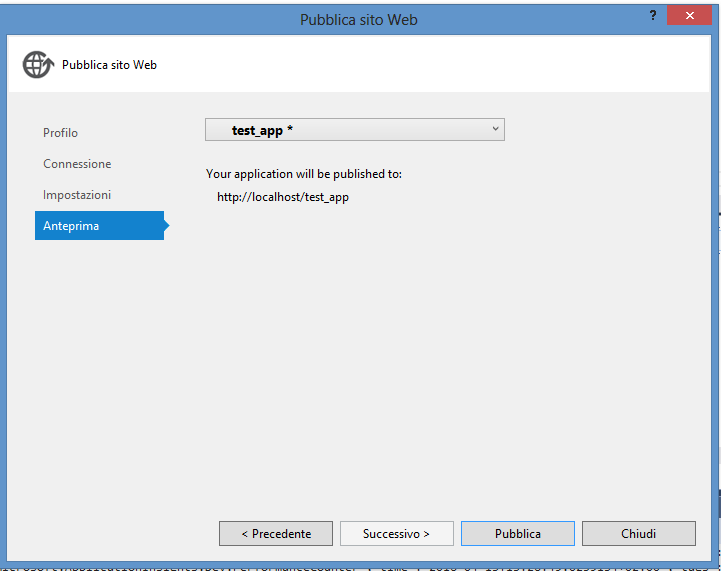 Pubblica sito Web
?
Pubblica sito Web
Profilo
Connessione
Impostazioni
Anteprima
test_app *
Your application will be published to:
http://localhost/test_app
< Precedente
Successivo >
Pubblica
Chiudi